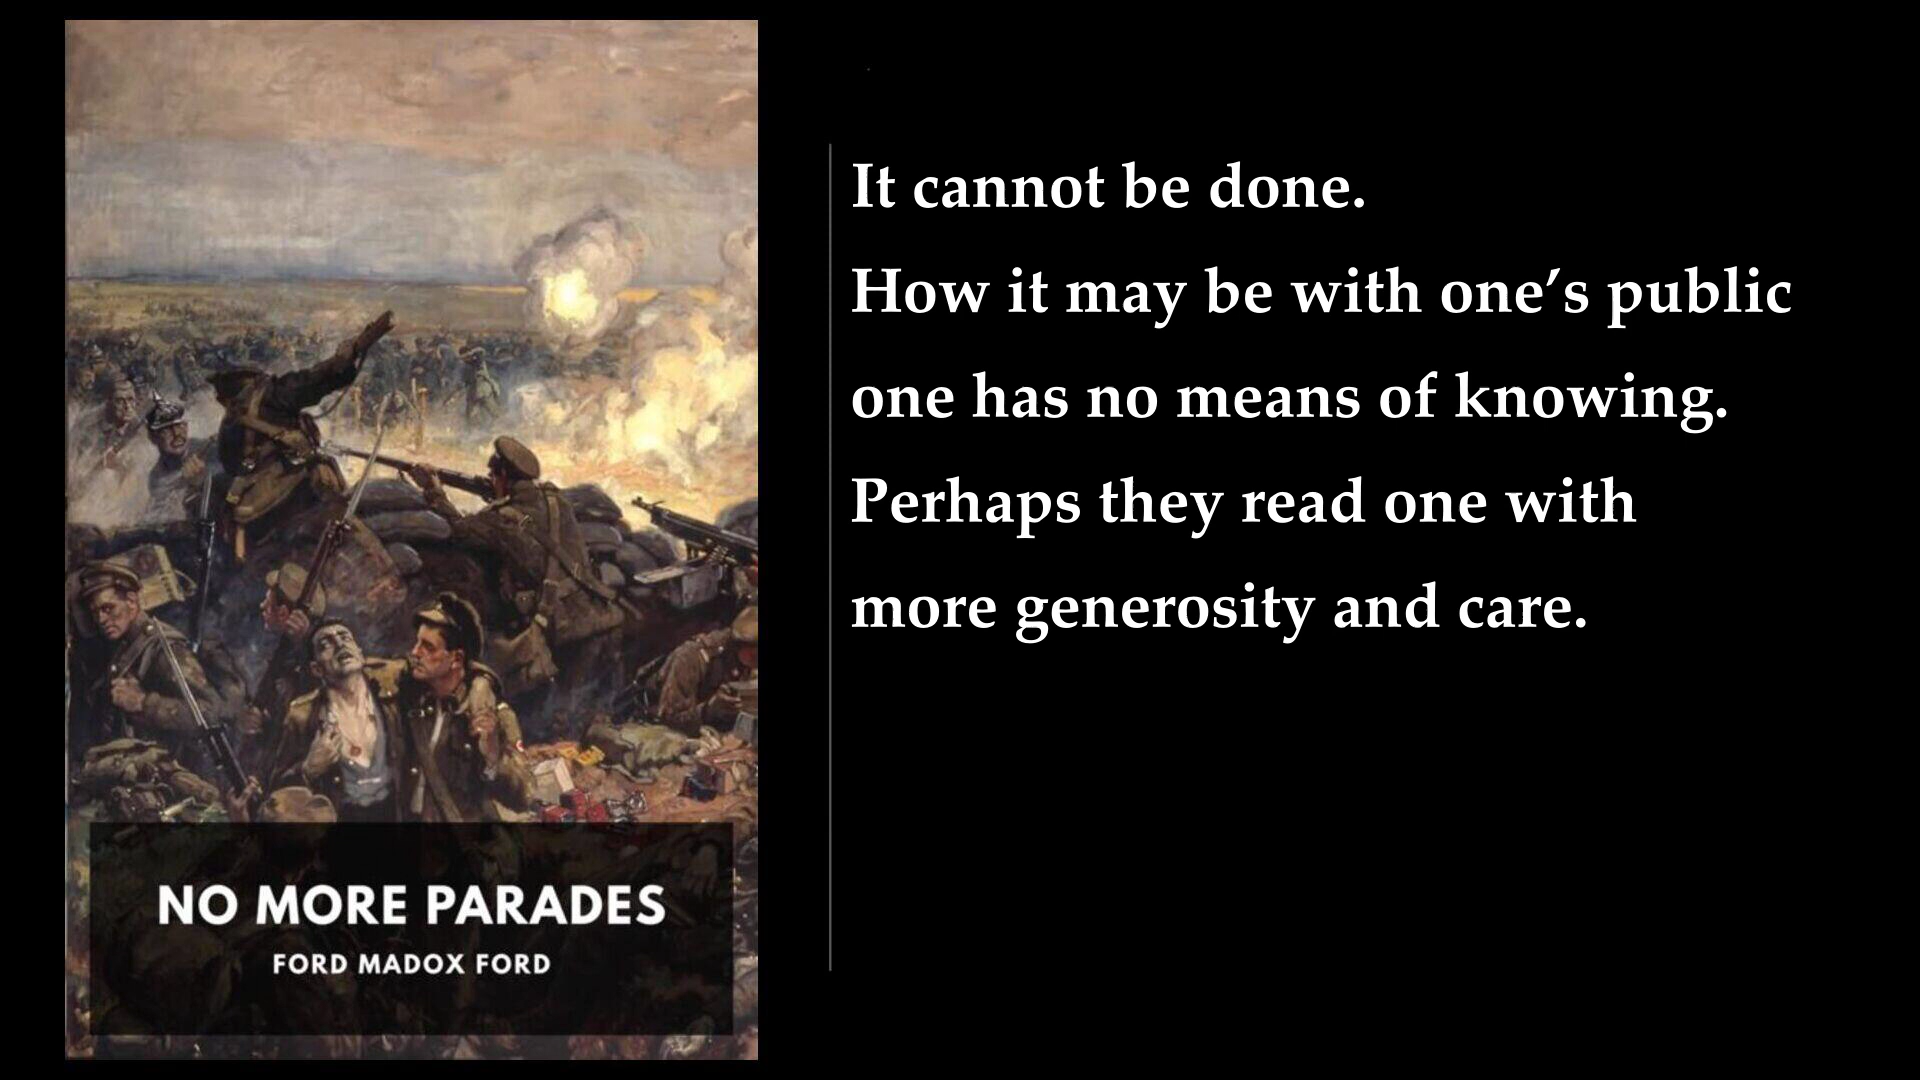 NO MORE PARADES
FORD MADOX FORD
It cannot be done.
How it may be with one’s public
one has no means of knowing.
Perhaps they read one with
more generosity and care.